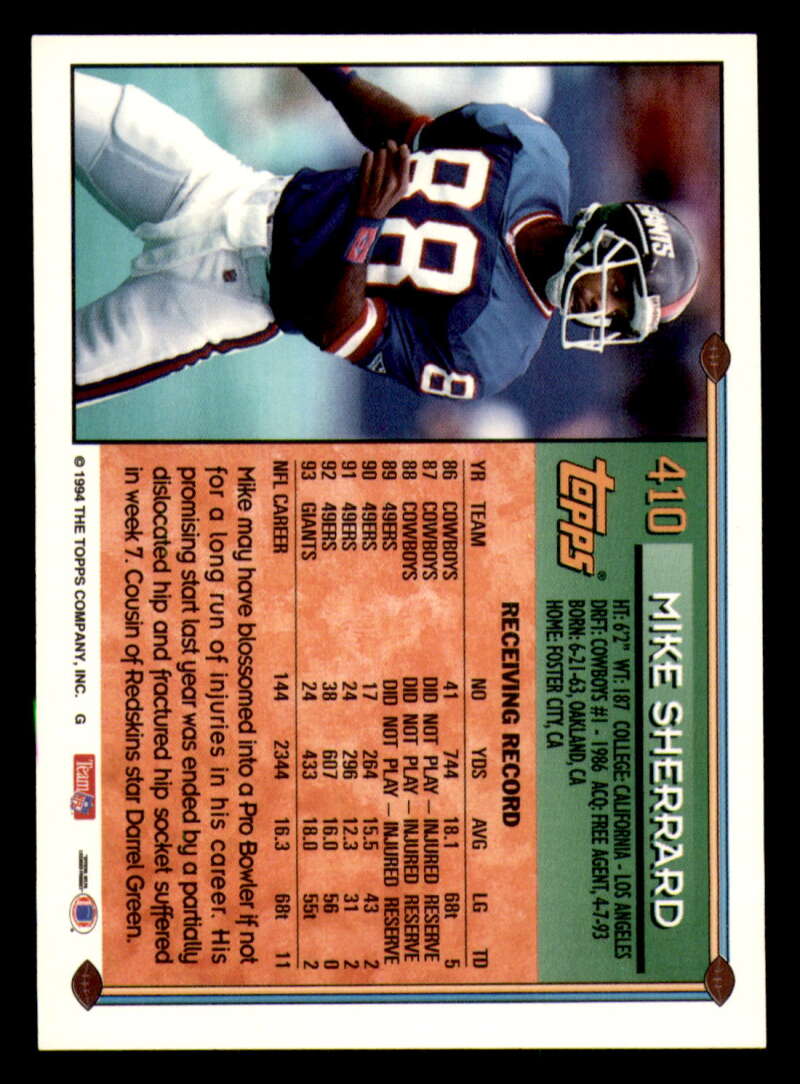 410
MIKE SHERRARD
Topps®
HT: 6'2" WT: 187 COLLEGE: CALIFORNIA - LOS ANGELES
DRFT: COWBOYS #1 - 1986 ACQ: FREE AGENT, 4-7-93
BORN: 6-21-63, OAKLAND, CA
HOME: FOSTER CITY, CA
RECEIVING RECORD
YR TEAM NO YDS AVG LG TD
86 COWBOYS 41 744 18.1 68t 5
87 COWBOYS DID NOT PLAY — INJURED RESERVE
88 COWBOYS DID NOT PLAY — INJURED RESERVE
89 49ERS DID NOT PLAY — INJURED RESERVE
90 49ERS 17 264 15.5 43 2
91 49ERS 24 296 12.3 31 2
92 49ERS 38 607 16.0 56 0
93 GIANTS 24 433 18.0 55t 2
NFL CAREER 144 2344 16.3 68t 11
Mike may have blossomed into a Pro Bowler if not
for a long run of injuries in his career. His
promising start last year was ended by a partially
dislocated hip and fractured hip socket suffered
in week 7. Cousin of Redskins star Darrel Green.
© 1994 THE TOPPS COMPANY, INC. G
Team NFL
GIANTS
88
88